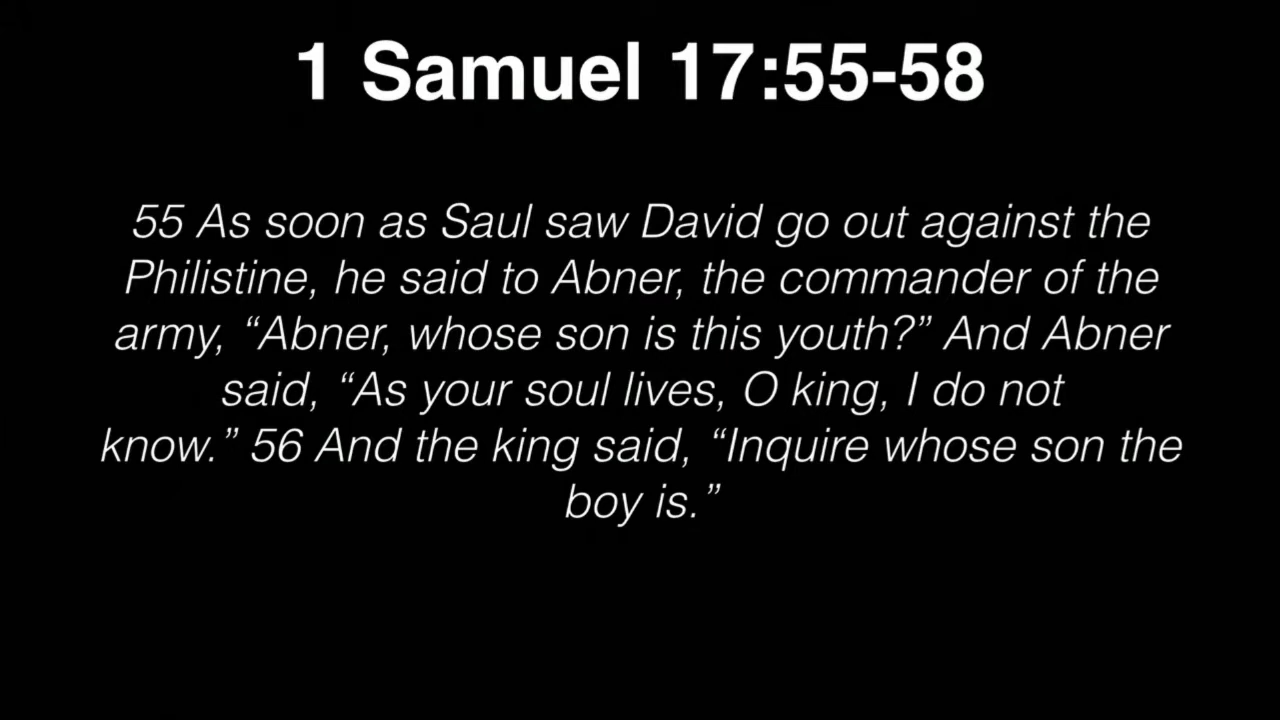 1 Samuel 17:55-58
55 As soon as Saul saw David go out against the
Philistine, he said to Abner, the commander of the
army, “Abner, whose son is this youth?” And Abner
said, “As your soul lives, O king, I do not
know.” 56 And the king said, “Inquire whose son the
boy is.”